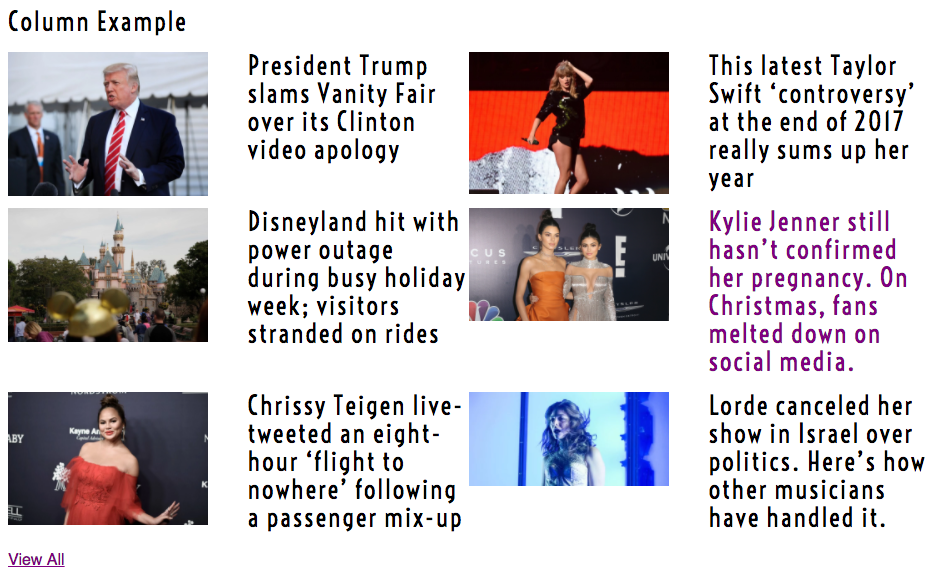 Column Example
President Trump
slams Vanity Fair
over its Clinton
video apology
This latest Taylor
Swift ‘controversy’
at the end of 2017
really sums up her
year
Disneyland hit with
power outage
during busy holiday
week; visitors
stranded on rides
E
UNIVER
Kylie Jenner still
hasn’t confirmed
her pregnancy. On
Christmas, fans
melted down on
social media.
Kayne An
ABY
Chrissy Teigen live-
tweeted an eight-
hour ‘flight to
nowhere’ following
a passenger mix-up
Lorde canceled her
show in Israel over
politics. Here’s how
other musicians
have handled it.
View All